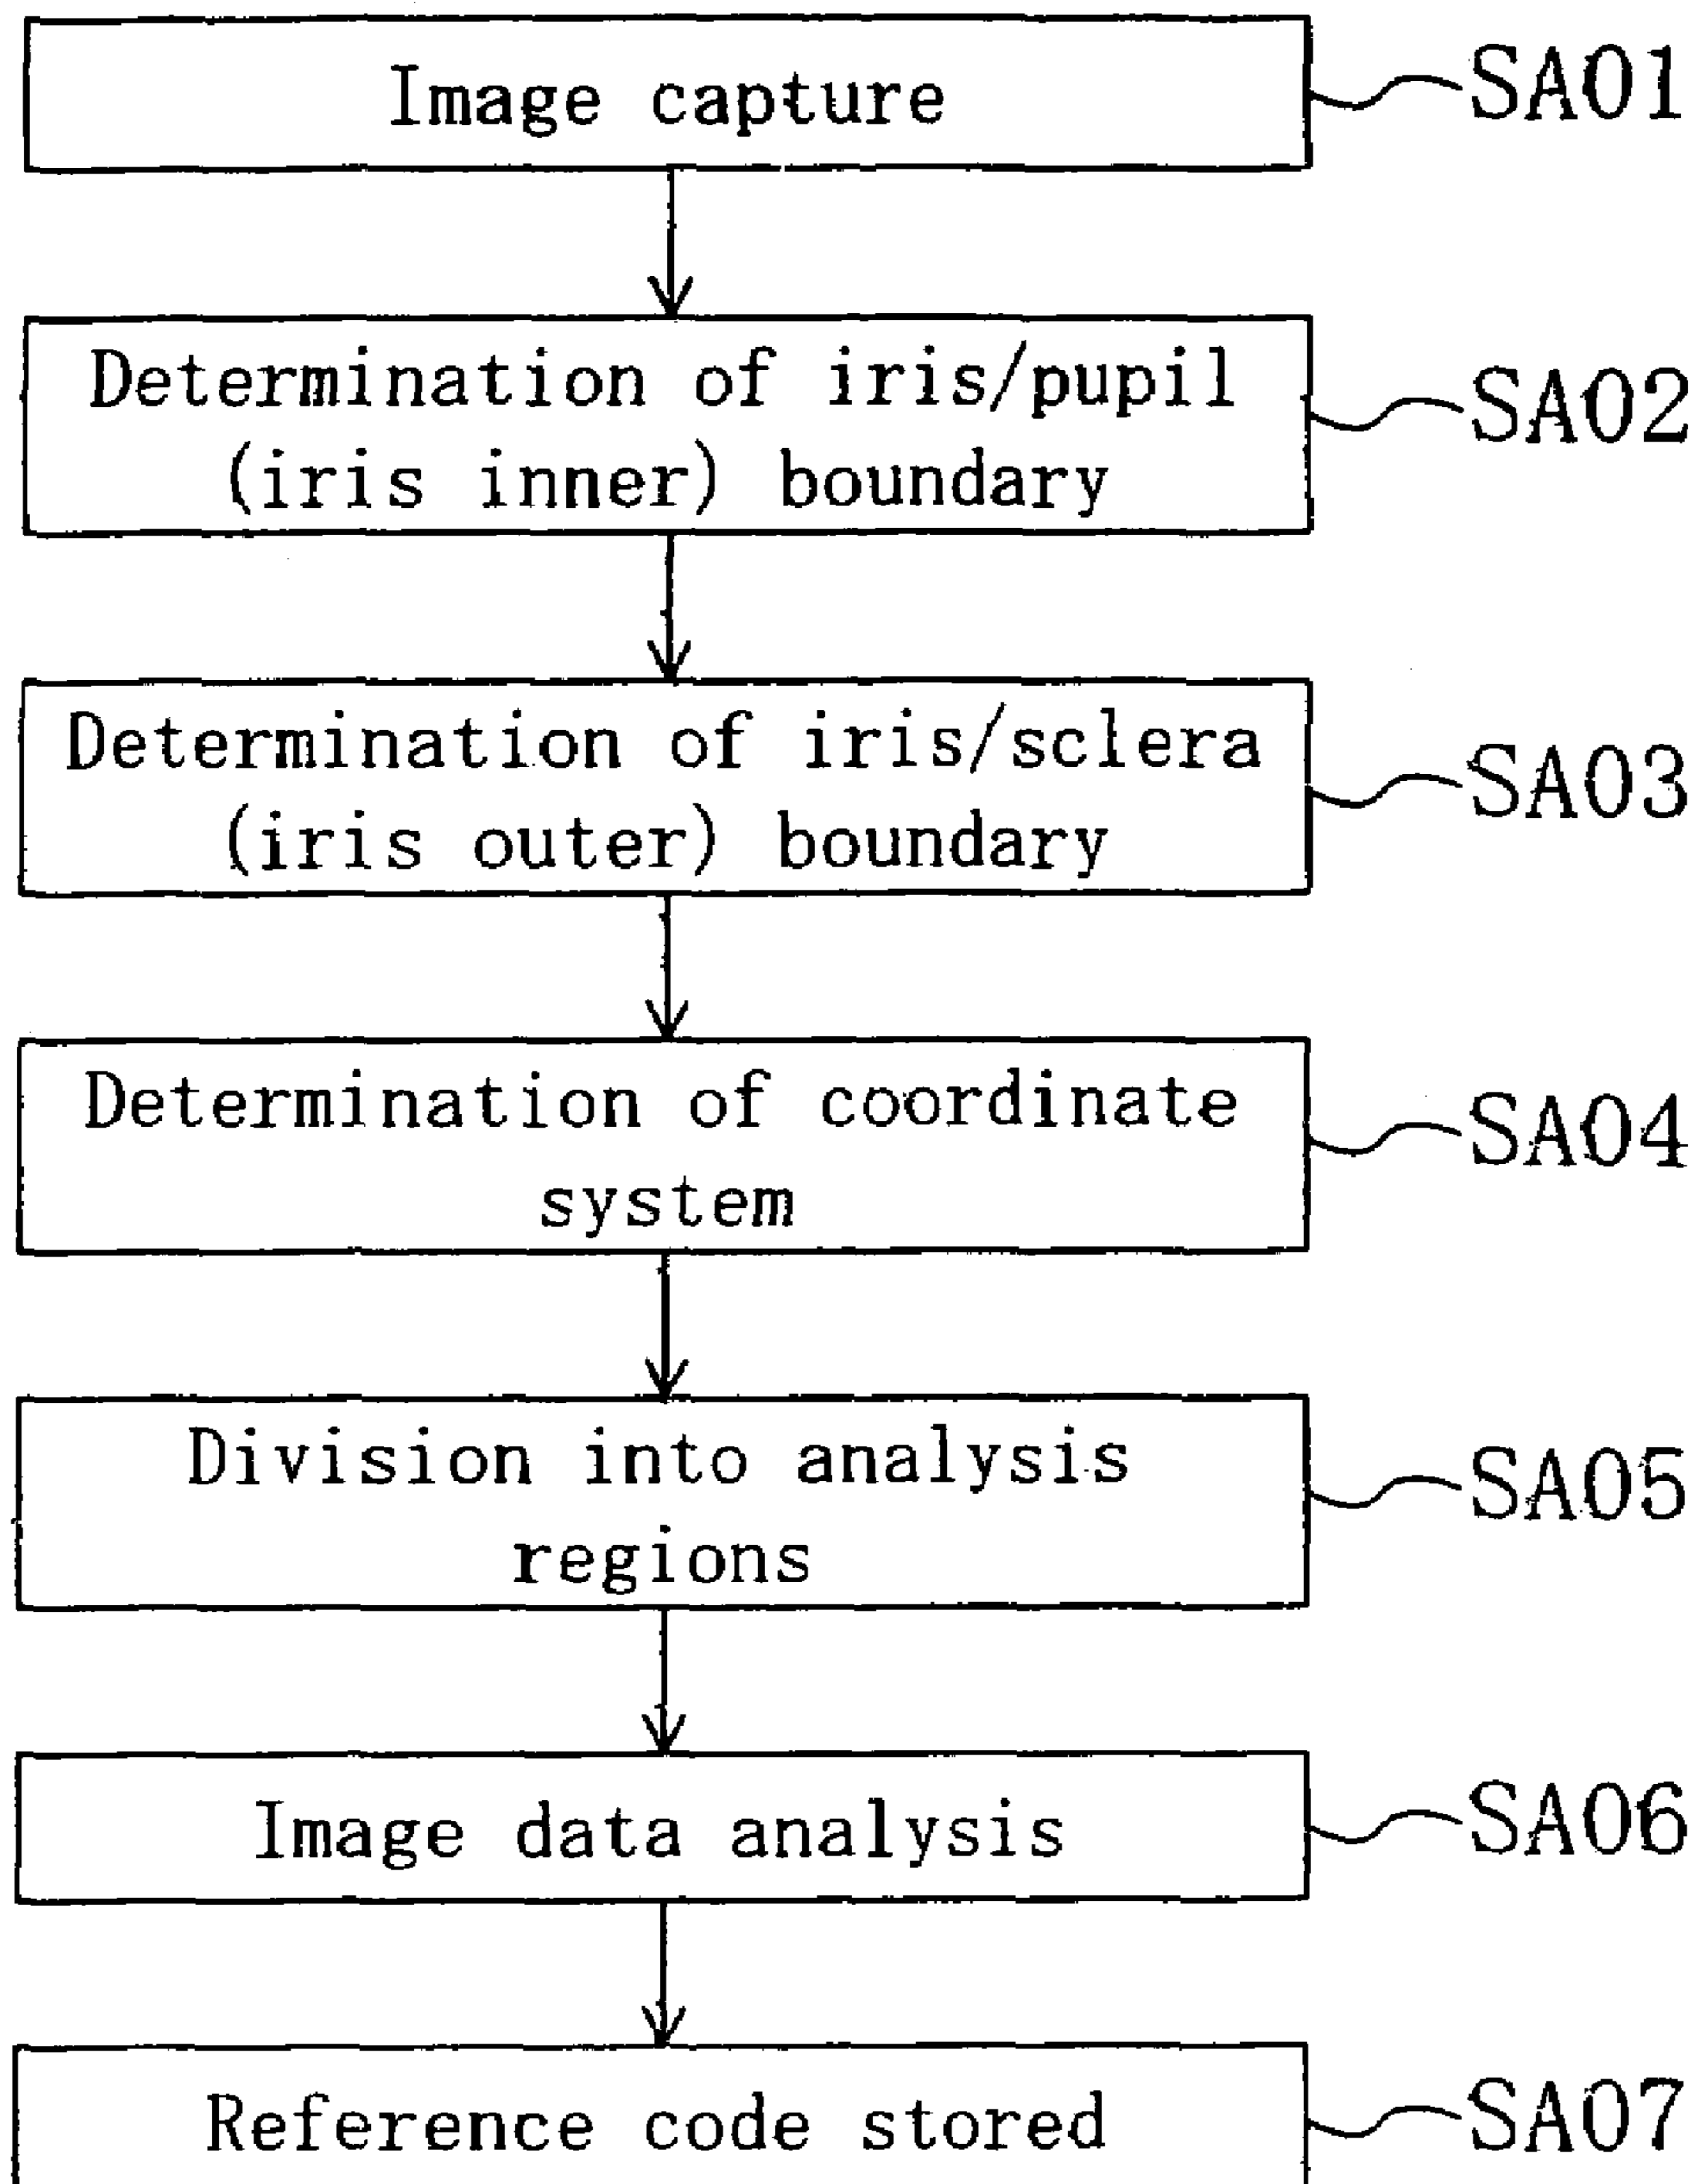 Image capture
SA01
Determination of iris/pupil
(iris inner) boundary
SA02
Determination of iris/sclera
(iris outer) boundary
SA03
Determination of coordinate
system
SA04
Division into analysis
regions
SA05
Image data analysis
SA06
Reference code stored
SA07